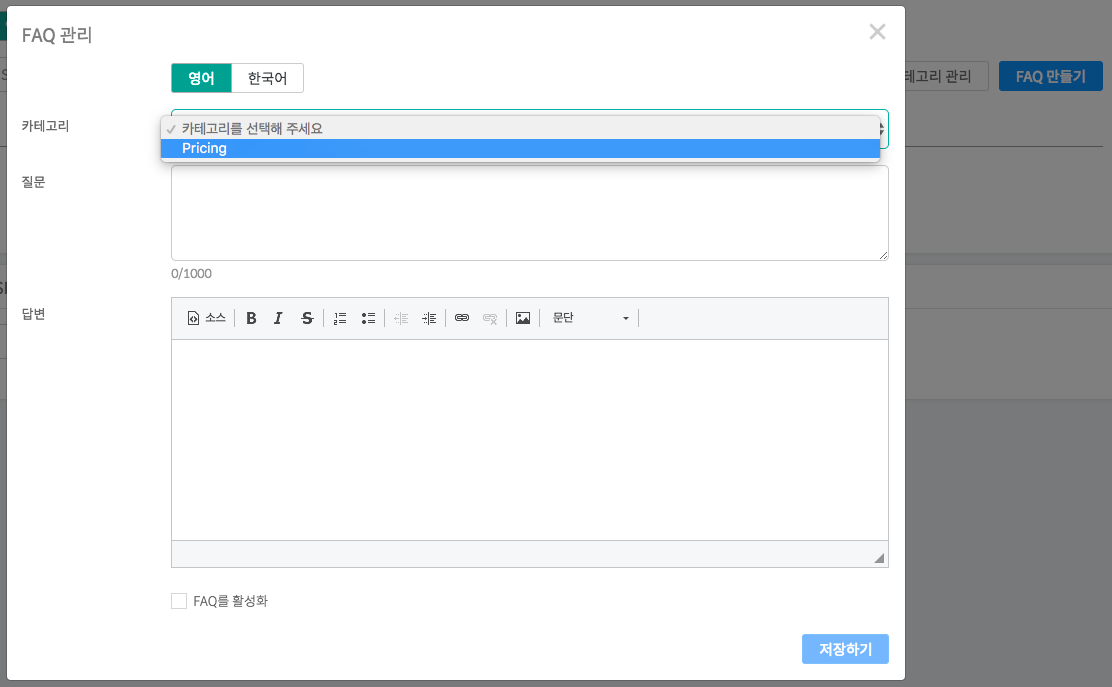 FAQ 관리
영어 한국어
테고리 관리
FAQ 만들기
카테고리
✓ 카테고리를 선택해 주세요
Pricing
질문
0/1000
답변
소스 B I S 문단
FAQ를 활성화
저장하기